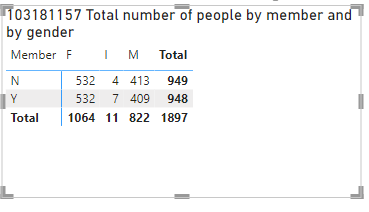 103181157 Total number of people by member and
by gender
Member F I M Total
N 532 4 413 949
Y 532 7 409 948
Total 1064 11 822 1897